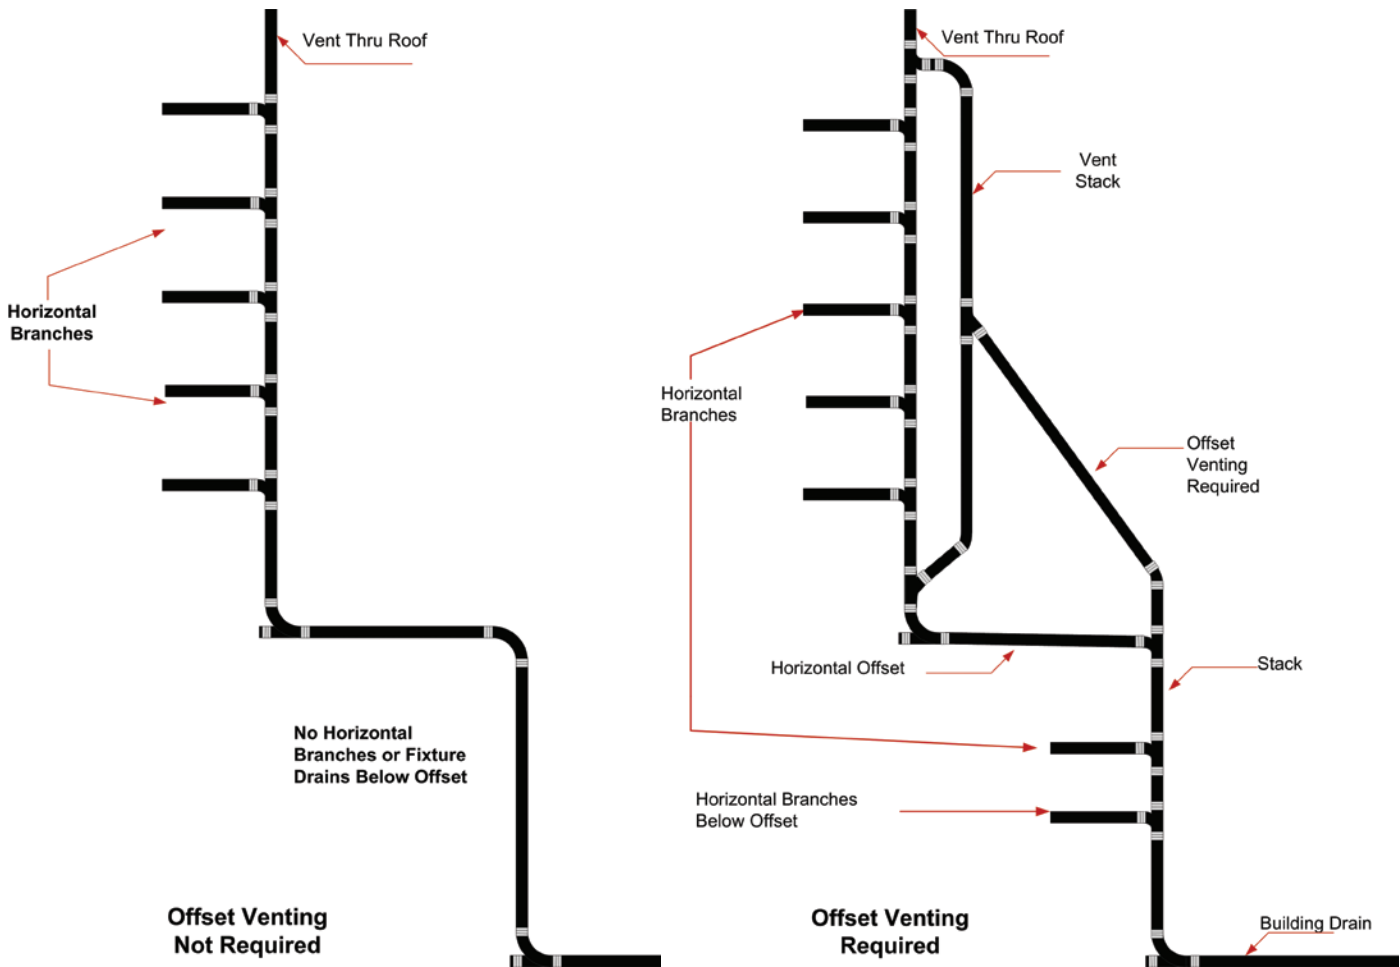 Vent Thru Roof
Horizontal
Branches
No Horizontal
Branches or Fixture
Drains Below Offset
Offset Venting
Not Required
Vent Thru Roof
Vent
Stack
Horizontal
Branches
Offset
Venting
Required
Horizontal Offset
Stack
Horizontal Branches
Below Offset
Offset Venting
Required
Building Drain